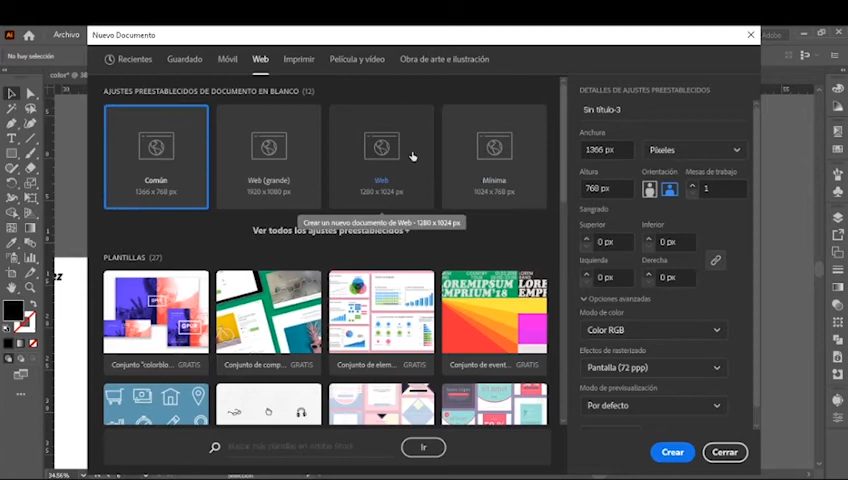 Nuevo Documento
Archivo
Adobe
No hay selección
Recientes
Guardado
Móvil
Web
Imprimir
Película y vídeo
Obra de arte e ilustración
AJUSTES PREESTABLECIDOS DE DOCUMENTO EN BLANCO (12)
Común
1366 x 768 px
Web (grande)
1920 x 1080 px
Web
1280 x 1024 px
Mínima
1024 x 768 px
Crear un nuevo documento de Web - 1280 x 1024 px
Ver todos los ajustes preestablecidos +
PLANTILLAS (27)
Conjunto "colorblo...
GRATIS
Conjunto de comp...
GRATIS
Conjunto de elem...
GRATIS
Conjunto de event...
GRATIS
Buscar más plantillas en Adobe Stock
Ir
DETALLES DE AJUSTES PREESTABLECIDOS
Sin título-3
Anchura
1366 px
Píxeles
Altura
Orientación
Mesas de trabajo
768 px
1
Sangrado
Superior
Inferior
0 px
0 px
Izquierda
Derecha
0 px
0 px
Opciones avanzadas
Modo de color
Color RGB
Efectos de rasterizado
Pantalla (72 ppp)
Modo de previsualización
Por defecto
Crear
Cerrar